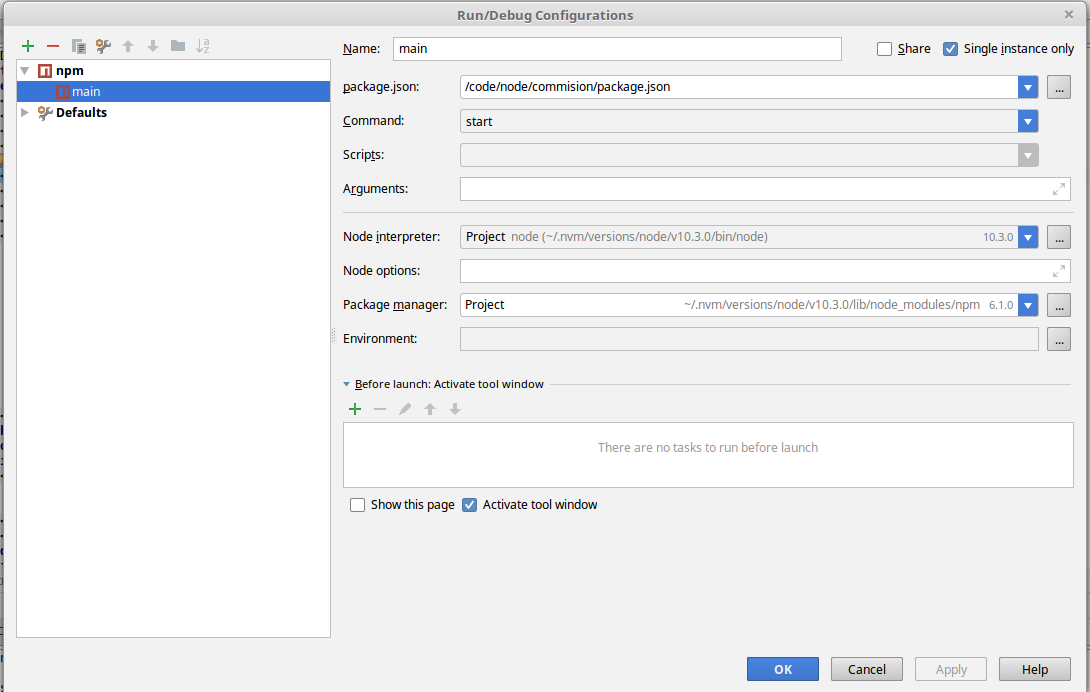 Run/Debug Configurations
Name: main Share Single instance only
npm
main
Defaults
package.json: /code/node/commision/package.json ...
Command: start
Scripts:
Arguments:
Node interpreter: Project node (~/.nvm/versions/node/v10.3.0/bin/node) 10.3.0 ...
Node options:
Package manager: Project ~/.nvm/versions/node/v10.3.0/lib/node_modules/npm 6.1.0 ...
Environment: ...
Before launch: Activate tool window
There are no tasks to run before launch
Show this page Activate tool window
OK Cancel Apply Help